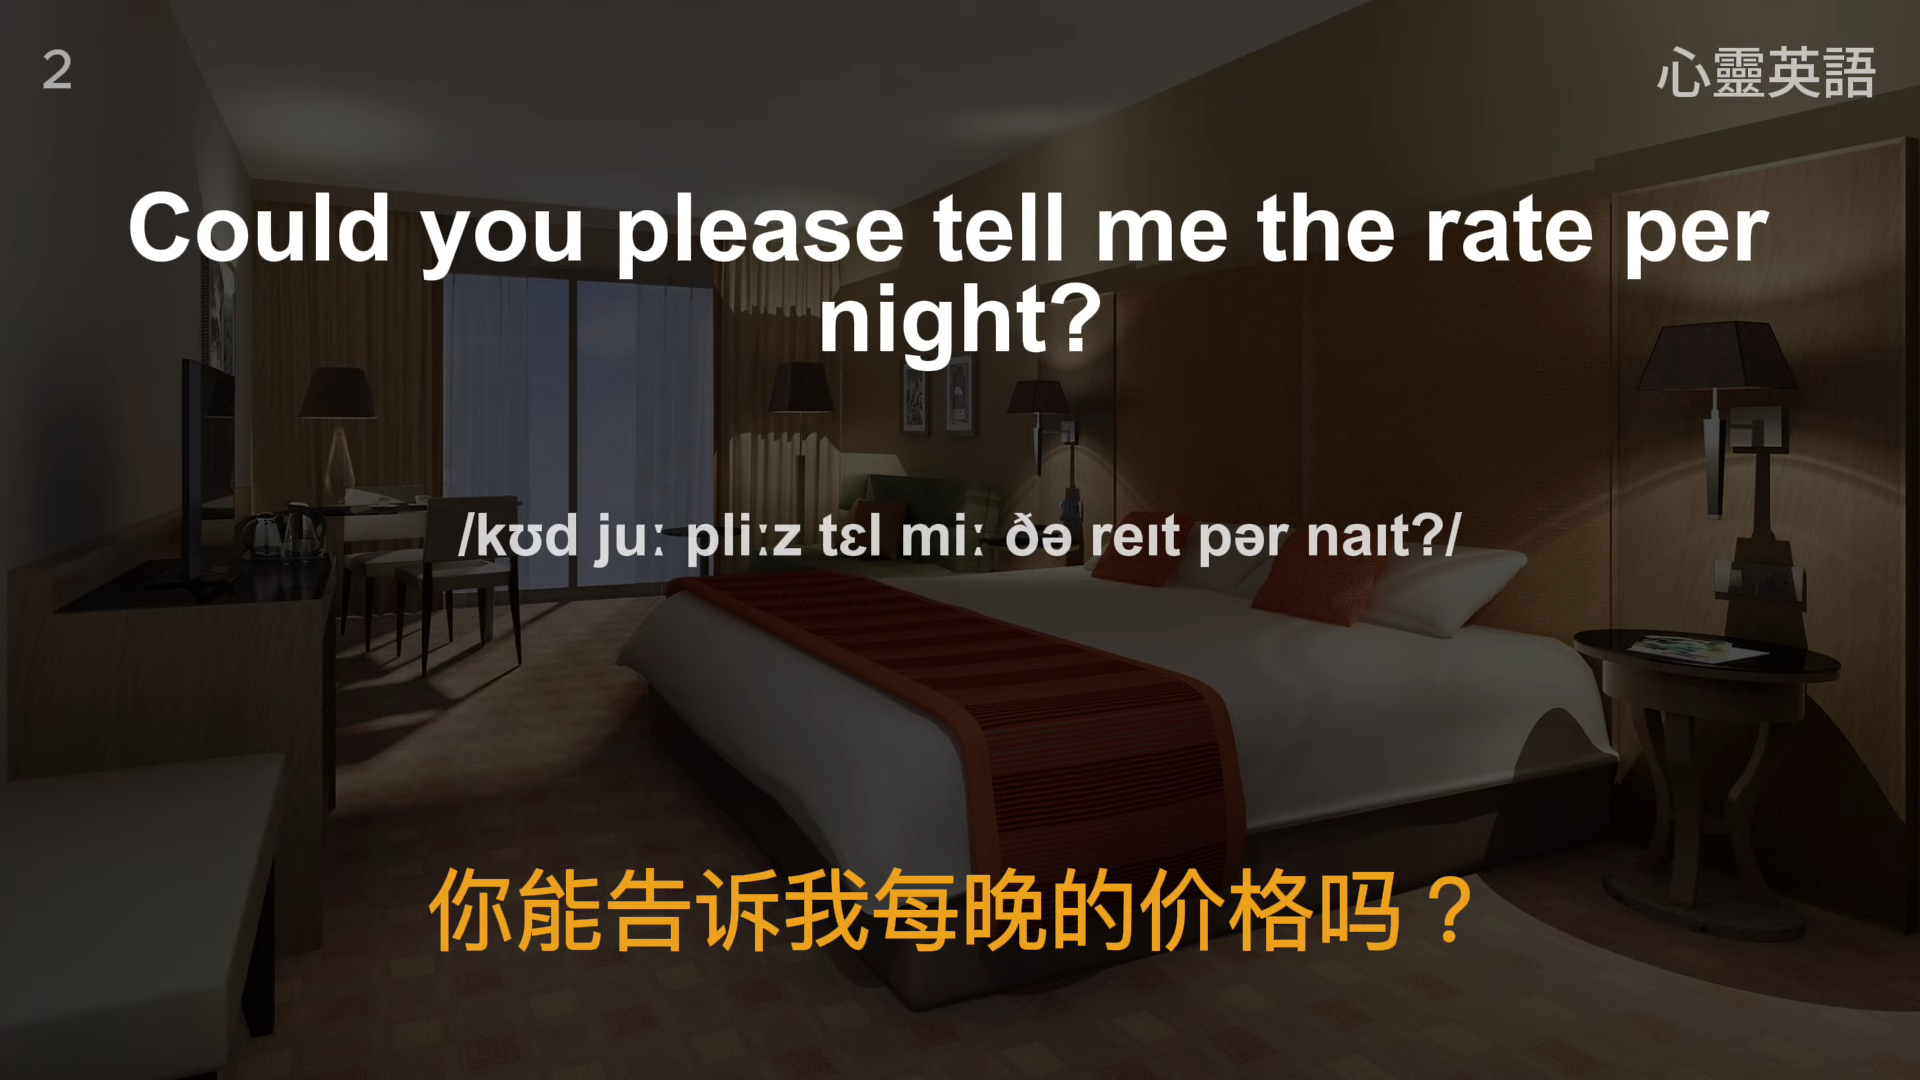 2
心靈英語
Could you please tell me the rate per
night?
/kʊd juː pliːz tɛl miː ðə reɪt pər naɪt?/
你能告诉我每晚的价格吗？